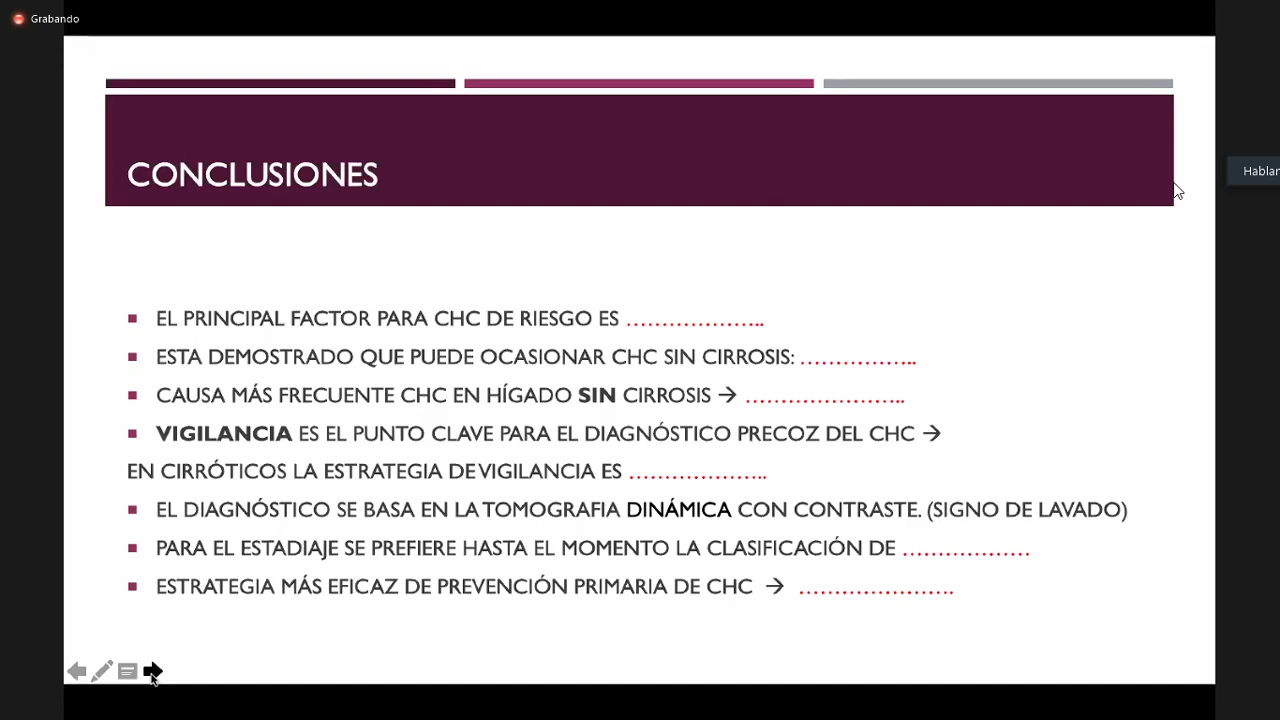 Grabando
Hablan
CONCLUSIONES
EL PRINCIPAL FACTOR PARA CHC DE RIESGO ES ………………..
ESTA DEMOSTRADO QUE PUEDE OCASIONAR CHC SIN CIRROSIS: ……………..
CAUSA MÁS FRECUENTE CHC EN HÍGADO SIN CIRROSIS → …………………..
VIGILANCIA ES EL PUNTO CLAVE PARA EL DIAGNÓSTICO PRECOZ DEL CHC →
EN CIRRÓTICOS LA ESTRATEGIA DE VIGILANCIA ES ………………..
EL DIAGNÓSTICO SE BASA EN LA TOMOGRAFIA DINÁMICA CON CONTRASTE. (SIGNO DE LAVADO)
PARA EL ESTADIAJE SE PREFIERE HASTA EL MOMENTO LA CLASIFICACIÓN DE ………………
ESTRATEGIA MÁS EFICAZ DE PREVENCIÓN PRIMARIA DE CHC → ………………….